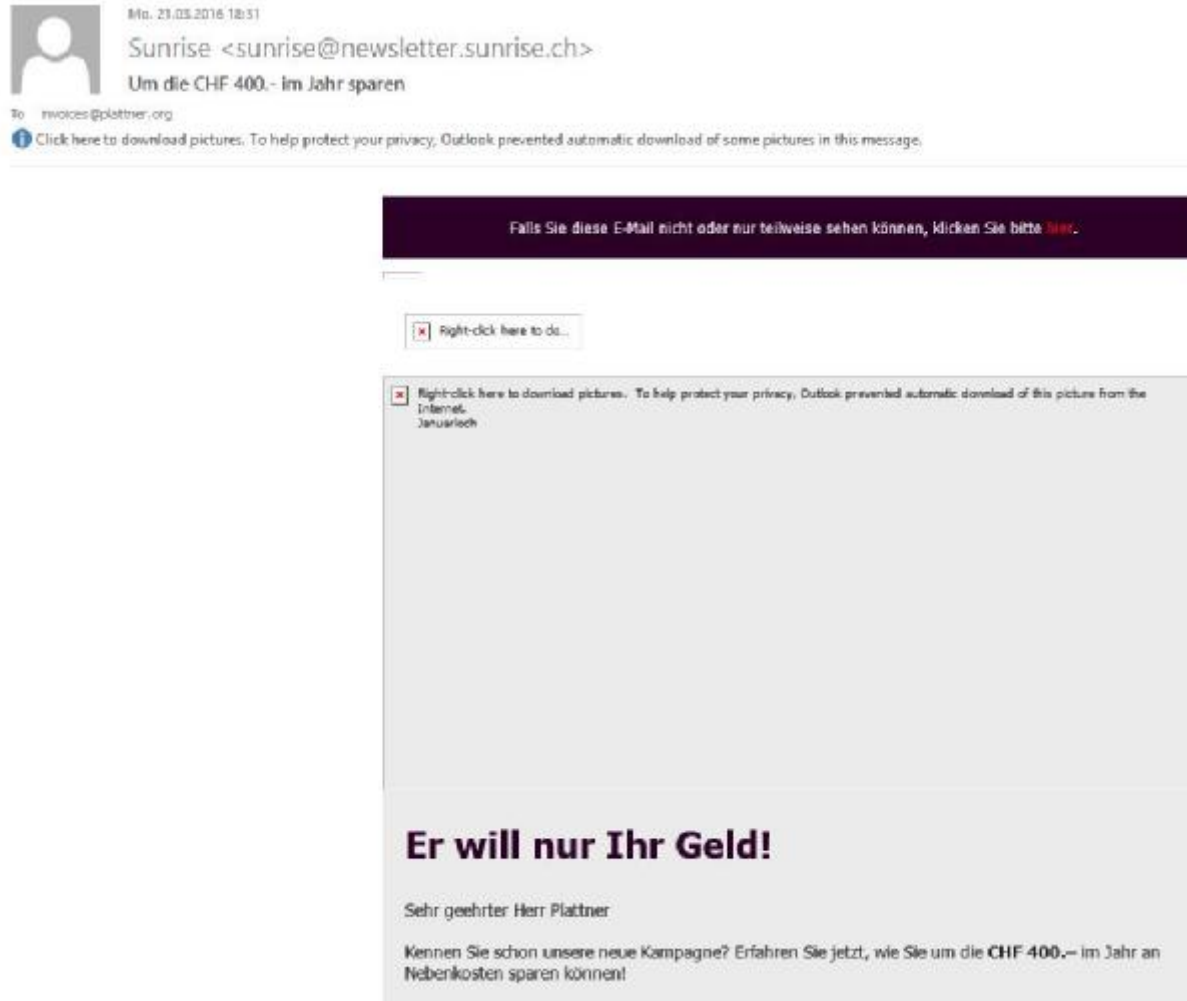 Mo. 21.03.2016 18:31
Sunrise <sunrise@newsletter.sunrise.ch>
Um die CHF 400.- im Jahr sparen
To invoices@plattner.org
Click here to download pictures. To help protect your privacy, Outlook prevented automatic download of some pictures in this message.
Falls Sie diese E-Mail nicht oder nur teilweise sehen können, klicken Sie bitte hier.
Right-click here to do...
Right-click here to download pictures. To help protect your privacy, Outlook prevented automatic download of this picture from the
Internet.
Er will nur Ihr Geld!
Sehr geehrter Herr Plattner
Kennen Sie schon unsere neue Kampagne? Erfahren Sie jetzt, wie Sie um die CHF 400.– im Jahr an
Nebenkosten sparen können!